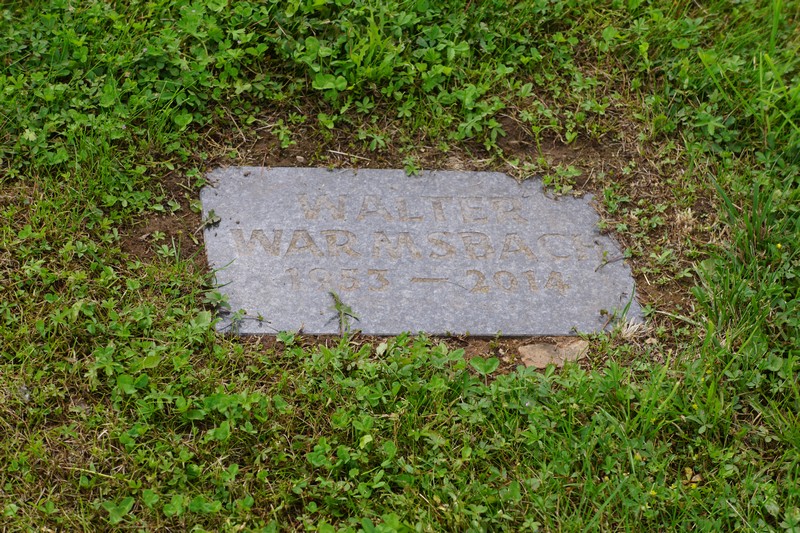 WALTER
WARMSBACH
1953 — 2014